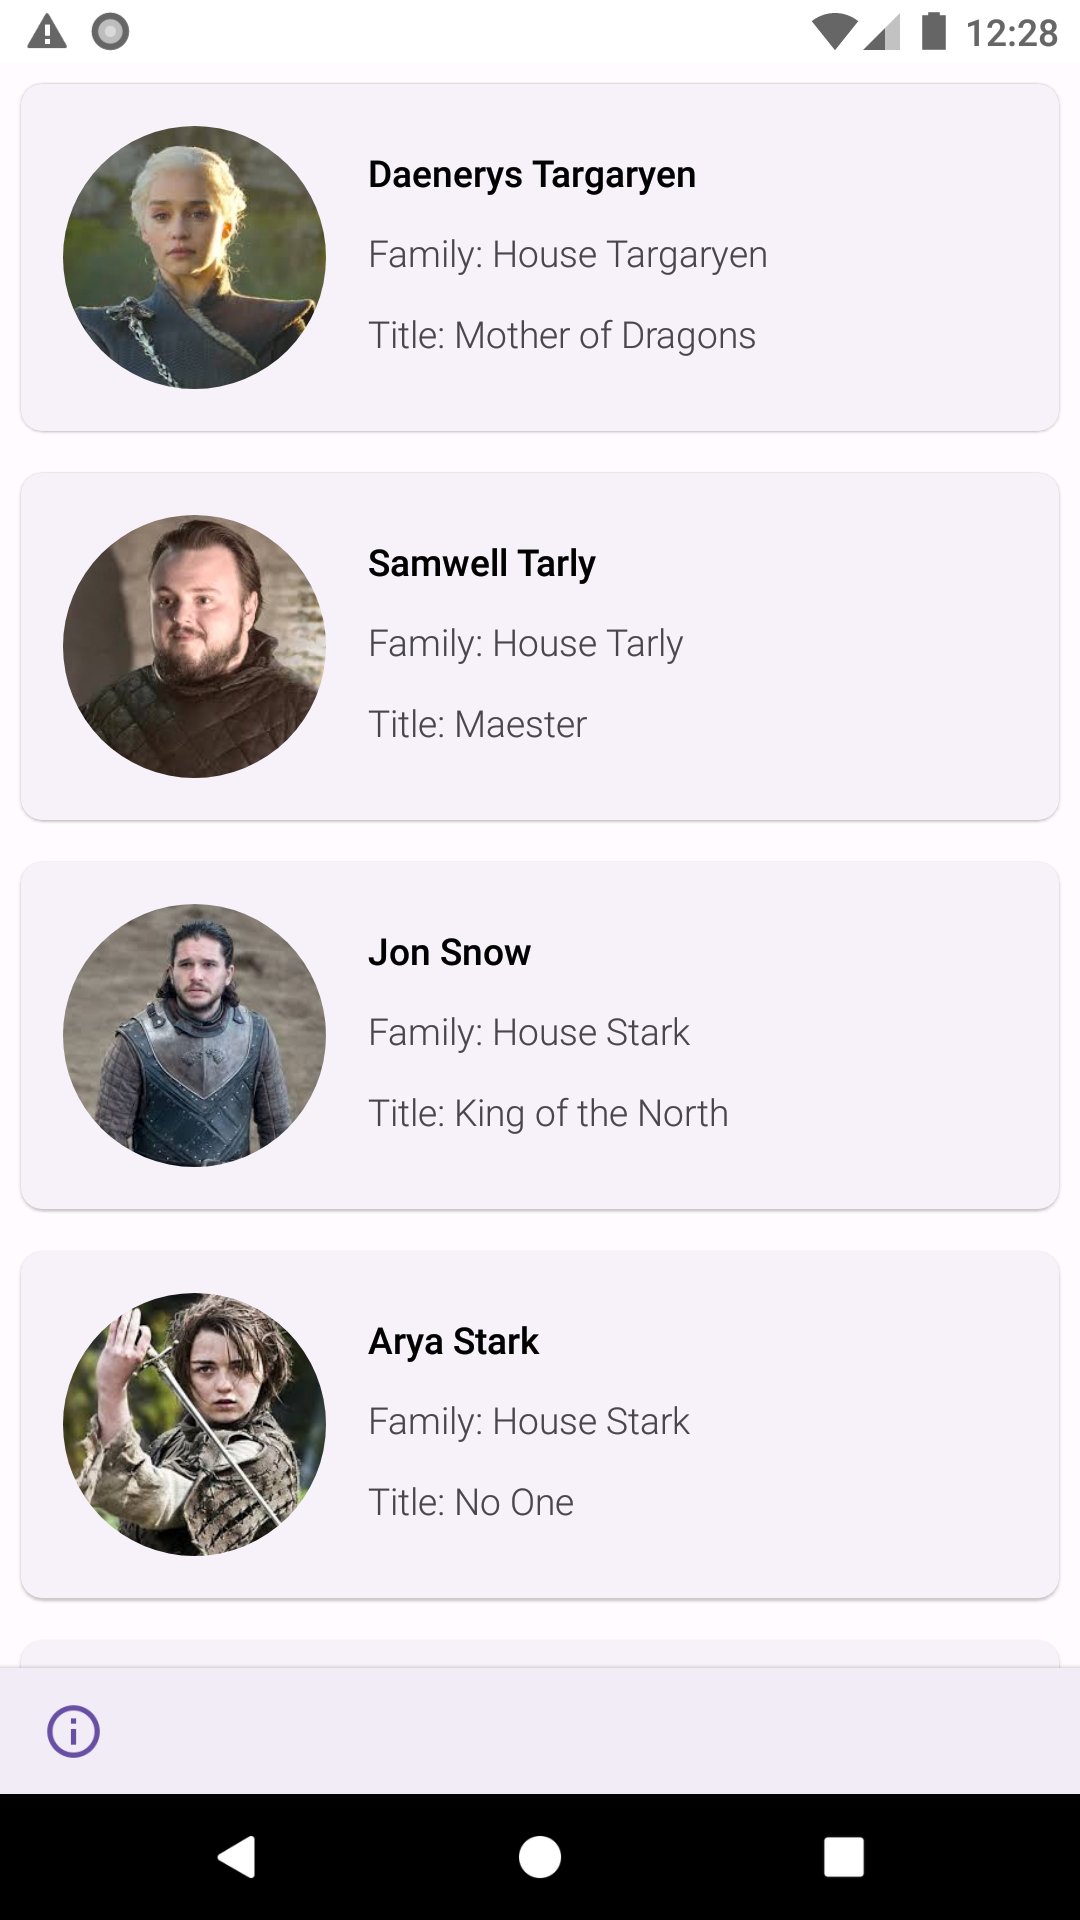 12:28
Daenerys Targaryen
Family: House Targaryen
Title: Mother of Dragons
Samwell Tarly
Family: House Tarly
Title: Maester
Jon Snow
Family: House Stark
Title: King of the North
Arya Stark
Family: House Stark
Title: No One